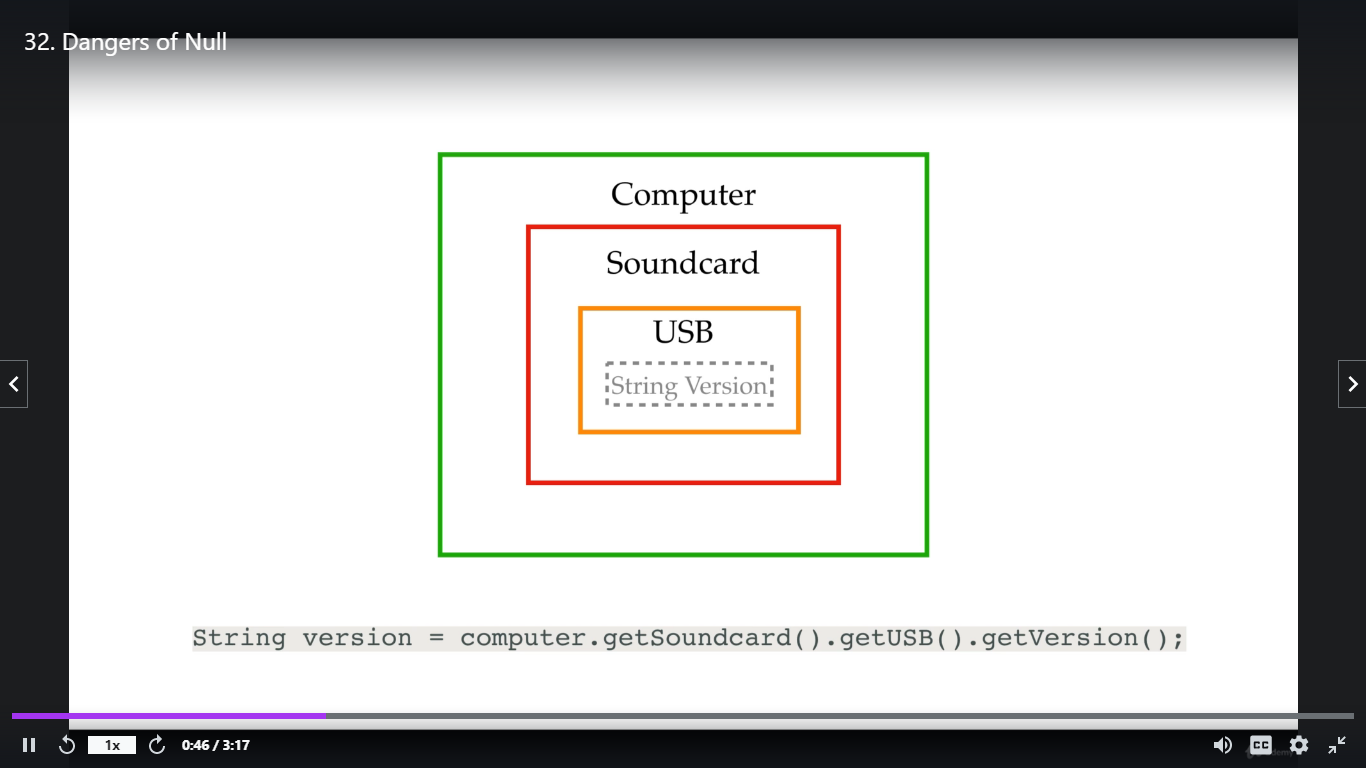 32. Dangers of Null
Computer
Soundcard
USB
String Version
String version = computer.getSoundcard().getUSB().getVersion();
1x
0:46 / 3:17
CC